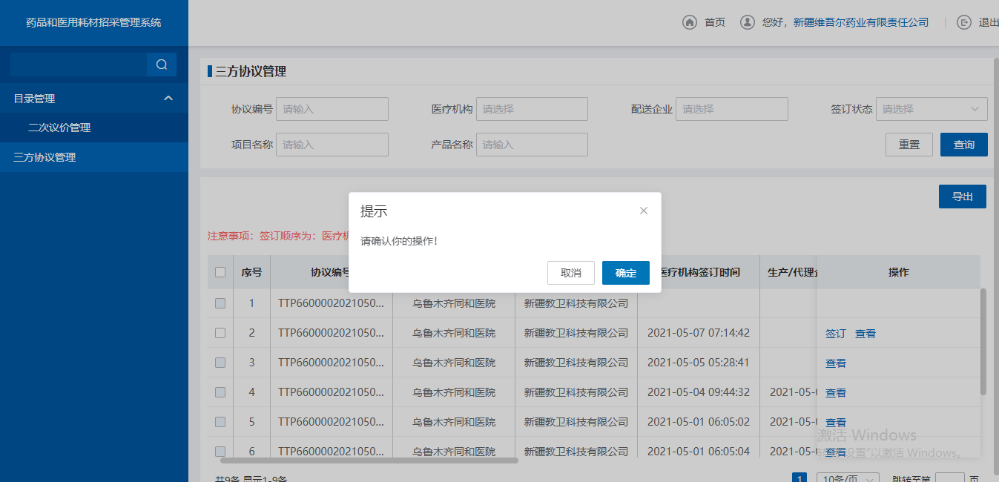 药品和医用耗材招采管理系统
首页
您好，新疆维吾尔药业有限责任公司
退出
目录管理
二次议价管理
三方协议管理
三方协议管理
协议编号 请输入 医疗机构 请选择 配送企业 请选择 签订状态 请选择
项目名称 请输入 产品名称 请输入 重置 查询
导出
注意事项：签订顺序为：医疗机
提示
请确认你的操作!
取消 确定
序号 协议编号 医疗机构签订时间 生产/代理企 操作
1 TTP6600002021050... 乌鲁木齐同和医院 新疆教卫科技有限公司
2 TTP6600002021050... 乌鲁木齐同和医院 新疆教卫科技有限公司 2021-05-07 07:14:42 签订 查看
3 TTP6600002021050... 乌鲁木齐同和医院 新疆教卫科技有限公司 2021-05-05 05:28:41 查看
4 TTP6600002021050... 乌鲁木齐同和医院 新疆教卫科技有限公司 2021-05-04 09:44:32 2021-05-0 查看
5 TTP6600002021050... 乌鲁木齐同和医院 新疆教卫科技有限公司 2021-05-01 06:05:02 2021-05-0 查看
6 TTP6600002021050... 乌鲁木齐同和医院 新疆教卫科技有限公司 2021-05-01 06:05:04 2021-05-0 查看
激活 Windows
转到"设置"以激活 Windows。
共9条 显示1-9条 1 10条/页 跳转至第 页